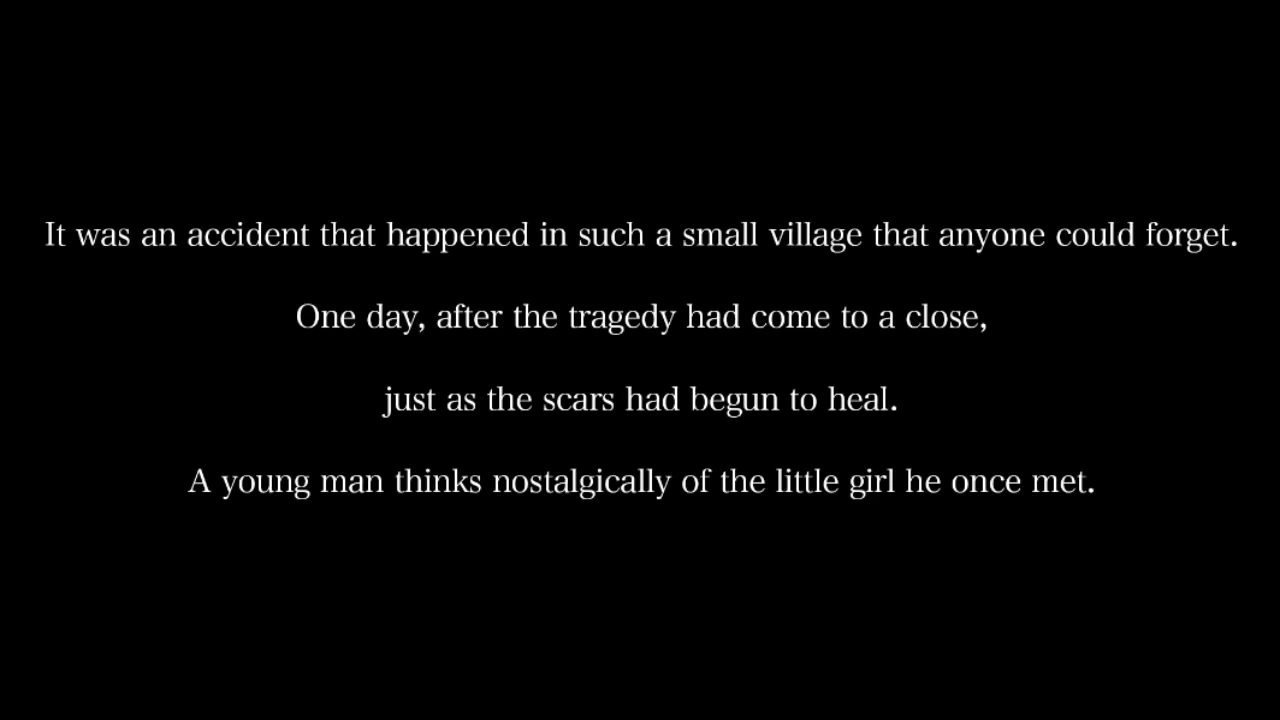 It was an accident that happened in such a small village that anyone could forget.
One day, after the tragedy had come to a close,
just as the scars had begun to heal.
A young man thinks nostalgically of the little girl he once met.